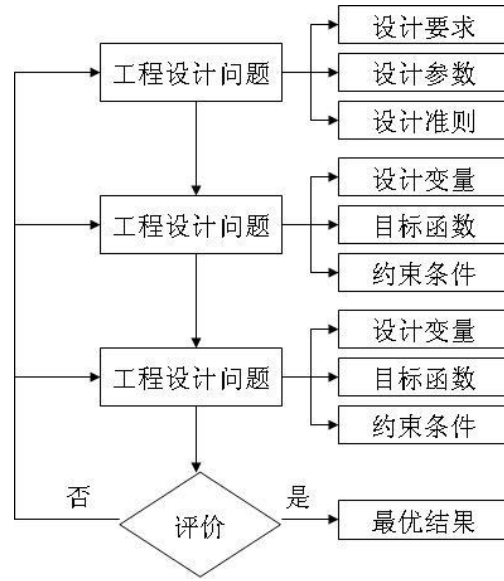 设计要求
工程设计问题
设计参数
设计准则
设计变量
工程设计问题
目标函数
约束条件
设计变量
工程设计问题
目标函数
约束条件
否
评价
是
最优结果